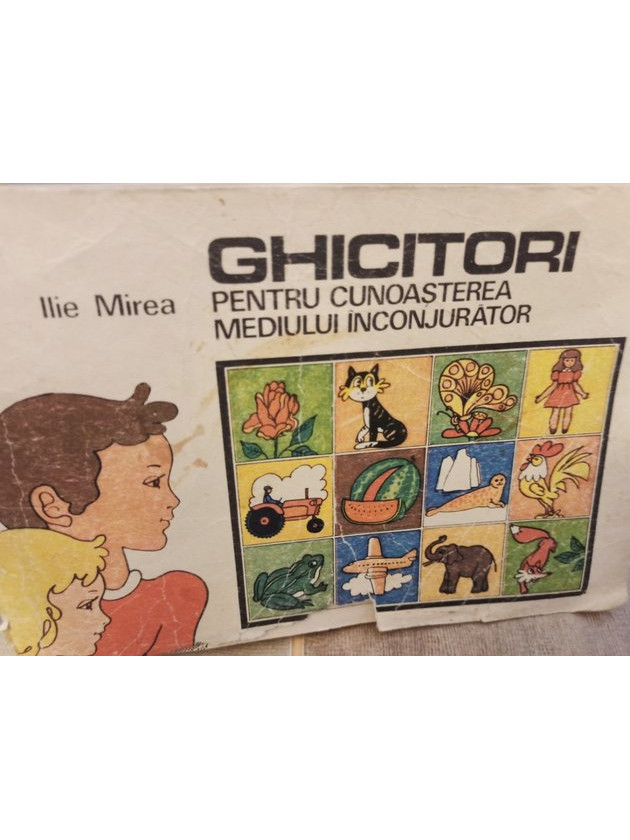 Ilie Mirea
GHICITORI
PENTRU CUNOAȘTEREA
MEDIULUI ÎNCONJURĂTOR